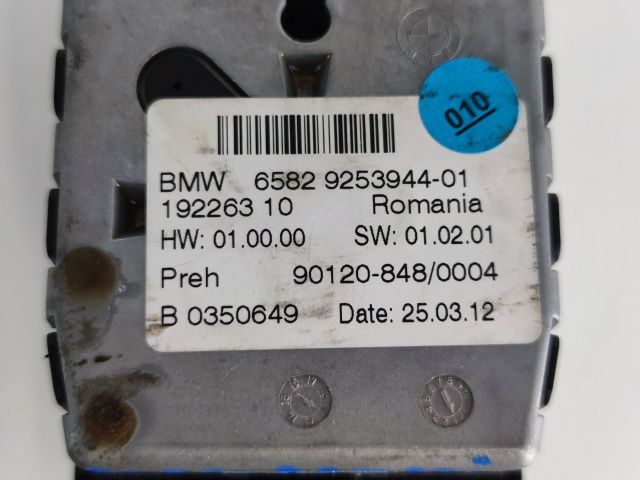 010
BMW 6582 9253944-01
192263 10 Romania
HW: 01.00.00 SW: 01.02.01
Preh 90120-848/0004
B 0350649 Date: 25.03.12